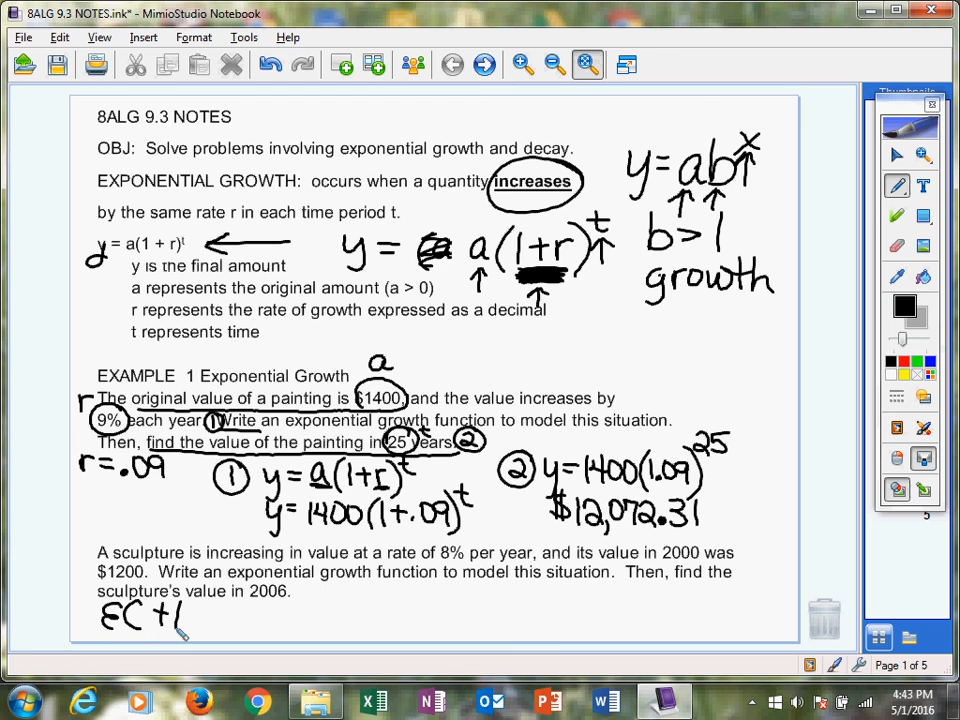 8ALG 9.3 NOTES.ink* - MimioStudio Notebook
File Edit View Insert Format Tools Help
Thumbnails
8ALG 9.3 NOTES
OBJ: Solve problems involving exponential growth and decay.
EXPONENTIAL GROWTH: occurs when a quantity increases
by the same rate r in each time period t.
y = abˣ
y = a(1 + r)ᵗ
y = a(1+r)ᵗ
b > 1
growth
y is the final amount
a represents the original amount (a > 0)
r represents the rate of growth expressed as a decimal
t represents time
a
EXAMPLE 1 Exponential Growth
r
The original value of a painting is $1400, and the value increases by
9% each year. ① Write an exponential growth function to model this situation.
t
Then, find the value of the painting in 25 years. ②
r = .09
① y = a(1+r)ᵗ
y = 1400(1+.09)ᵗ
② y = 1400(1.09)²⁵
$12,072.31
A sculpture is increasing in value at a rate of 8% per year, and its value in 2000 was
$1200. Write an exponential growth function to model this situation. Then, find the
sculpture's value in 2006.
EC +1
5
T
Page 1 of 5
4:43 PM
5/1/2016